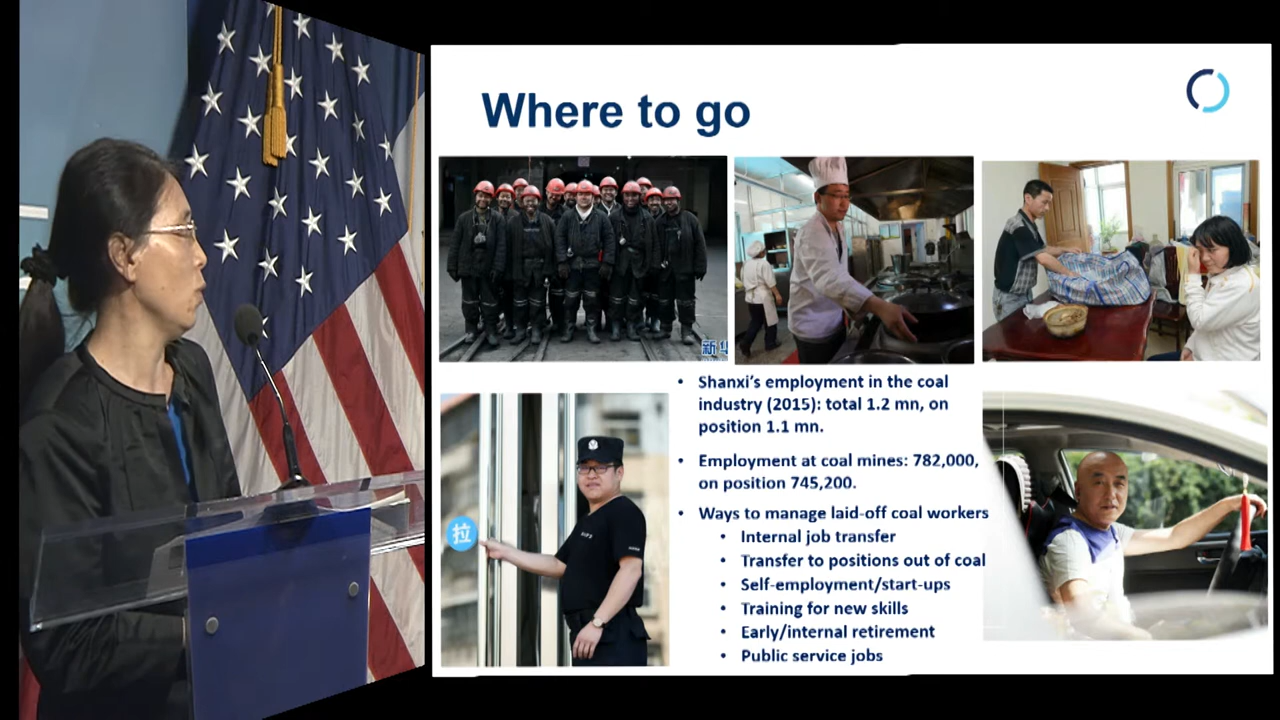 Where to go
新华
拉
Shanxi's employment in the coal
industry (2015): total 1.2 mn, on
position 1.1 mn.
Employment at coal mines: 782,000,
on position 745,200.
Ways to manage laid-off coal workers
Internal job transfer
Transfer to positions out of coal
Self-employment/start-ups
Training for new skills
Early/internal retirement
Public service jobs